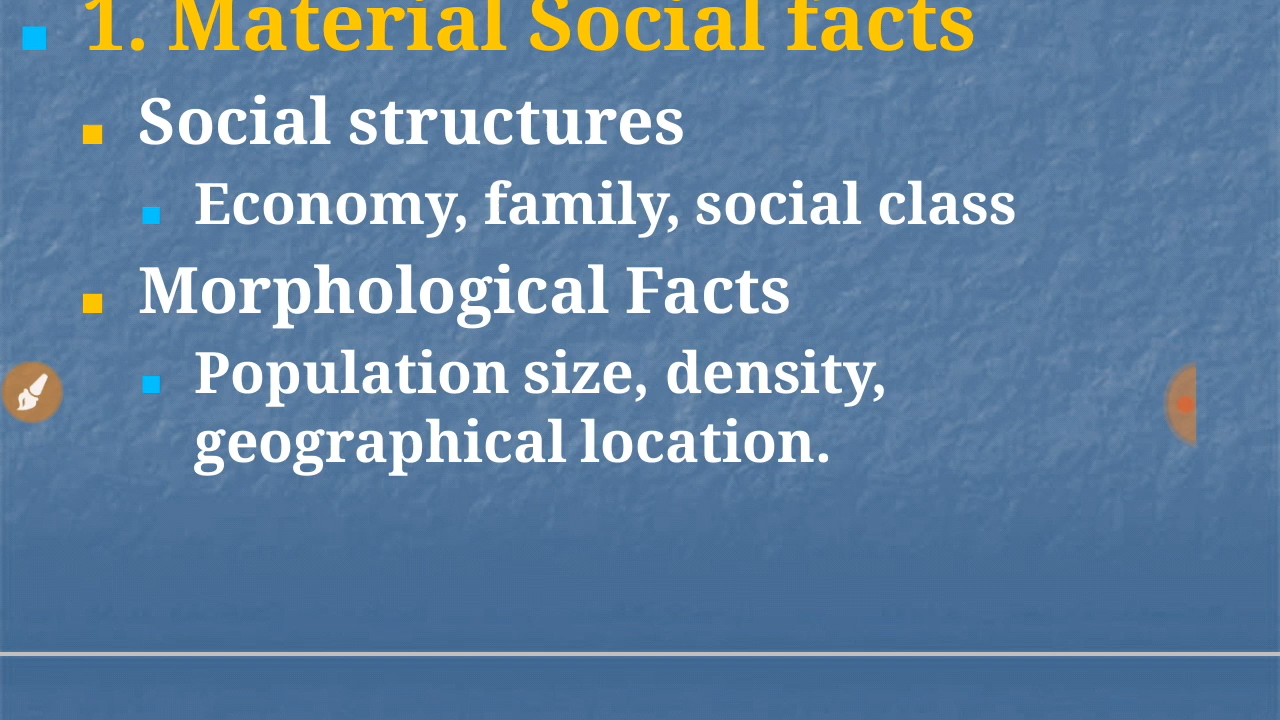 1. Material Social facts
Social structures
Economy, family, social class
Morphological Facts
Population size, density,
geographical location.